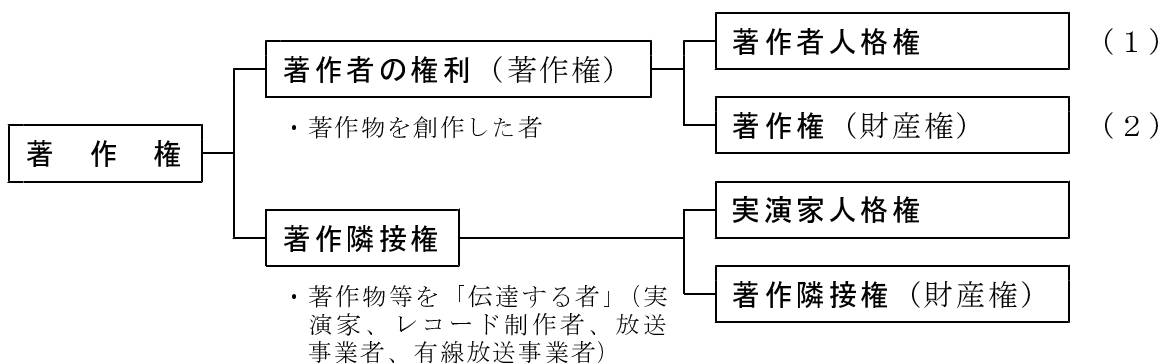 著作権
著作者の権利（著作権）
・著作物を創作した者
著作者人格権
（１）
著作権（財産権）
（２）
著作隣接権
・著作物等を「伝達する者」（実
演家、レコード制作者、放送
事業者、有線放送事業者）
実演家人格権
著作隣接権（財産権）